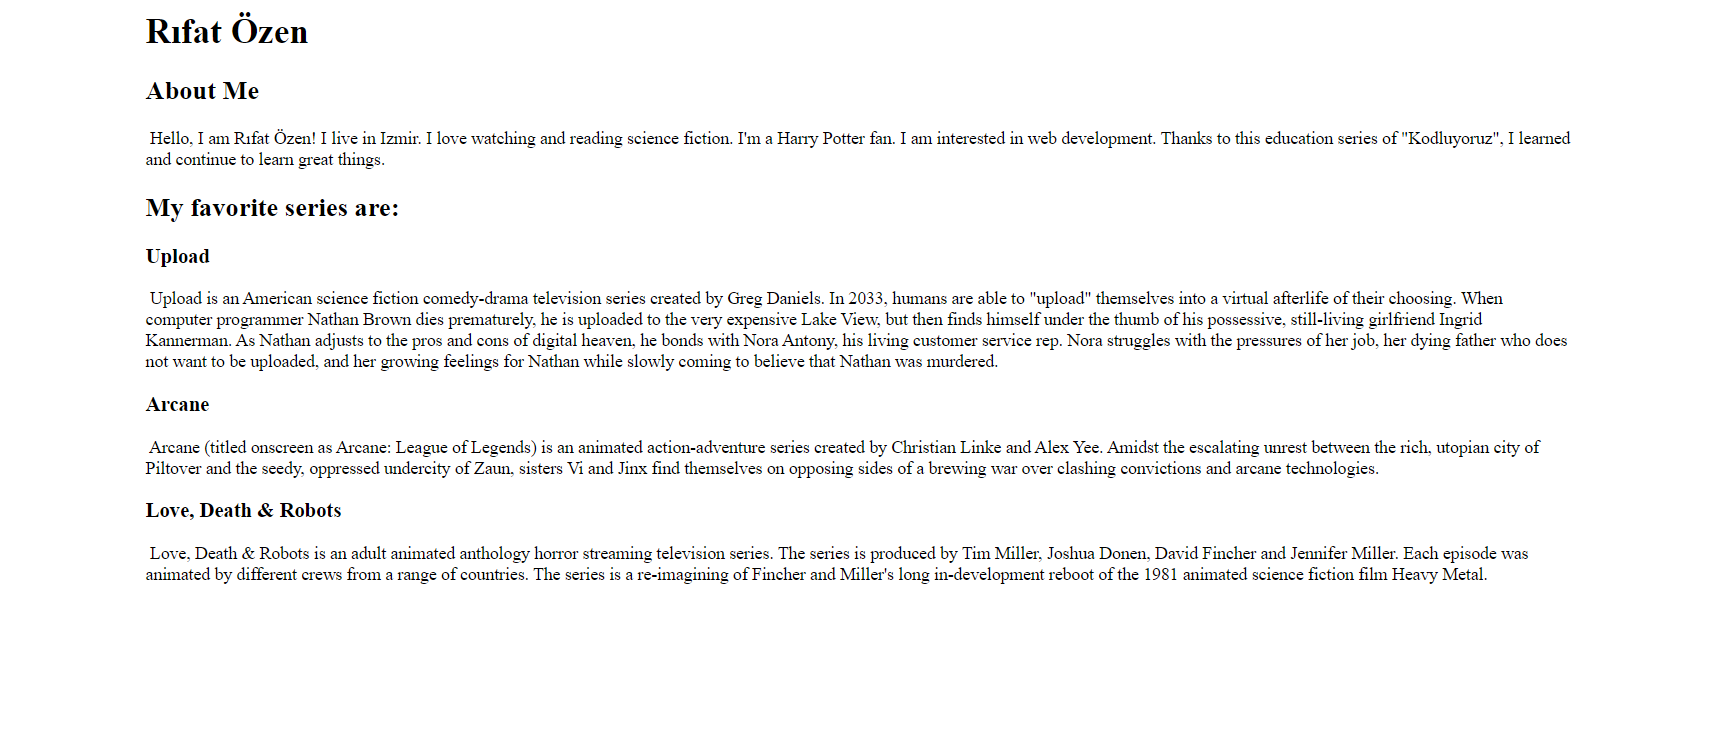 Rıfat Özen
About Me
Hello, I am Rıfat Özen! I live in Izmir. I love watching and reading science fiction. I'm a Harry Potter fan. I am interested in web development. Thanks to this education series of "Kodluyoruz", I learned
and continue to learn great things.
My favorite series are:
Upload
Upload is an American science fiction comedy-drama television series created by Greg Daniels. In 2033, humans are able to "upload" themselves into a virtual afterlife of their choosing. When
computer programmer Nathan Brown dies prematurely, he is uploaded to the very expensive Lake View, but then finds himself under the thumb of his possessive, still-living girlfriend Ingrid
Kannerman. As Nathan adjusts to the pros and cons of digital heaven, he bonds with Nora Antony, his living customer service rep. Nora struggles with the pressures of her job, her dying father who does
not want to be uploaded, and her growing feelings for Nathan while slowly coming to believe that Nathan was murdered.
Arcane
Arcane (titled onscreen as Arcane: League of Legends) is an animated action-adventure series created by Christian Linke and Alex Yee. Amidst the escalating unrest between the rich, utopian city of
Piltover and the seedy, oppressed undercity of Zaun, sisters Vi and Jinx find themselves on opposing sides of a brewing war over clashing convictions and arcane technologies.
Love, Death & Robots
Love, Death & Robots is an adult animated anthology horror streaming television series. The series is produced by Tim Miller, Joshua Donen, David Fincher and Jennifer Miller. Each episode was
animated by different crews from a range of countries. The series is a re-imagining of Fincher and Miller's long in-development reboot of the 1981 animated science fiction film Heavy Metal.